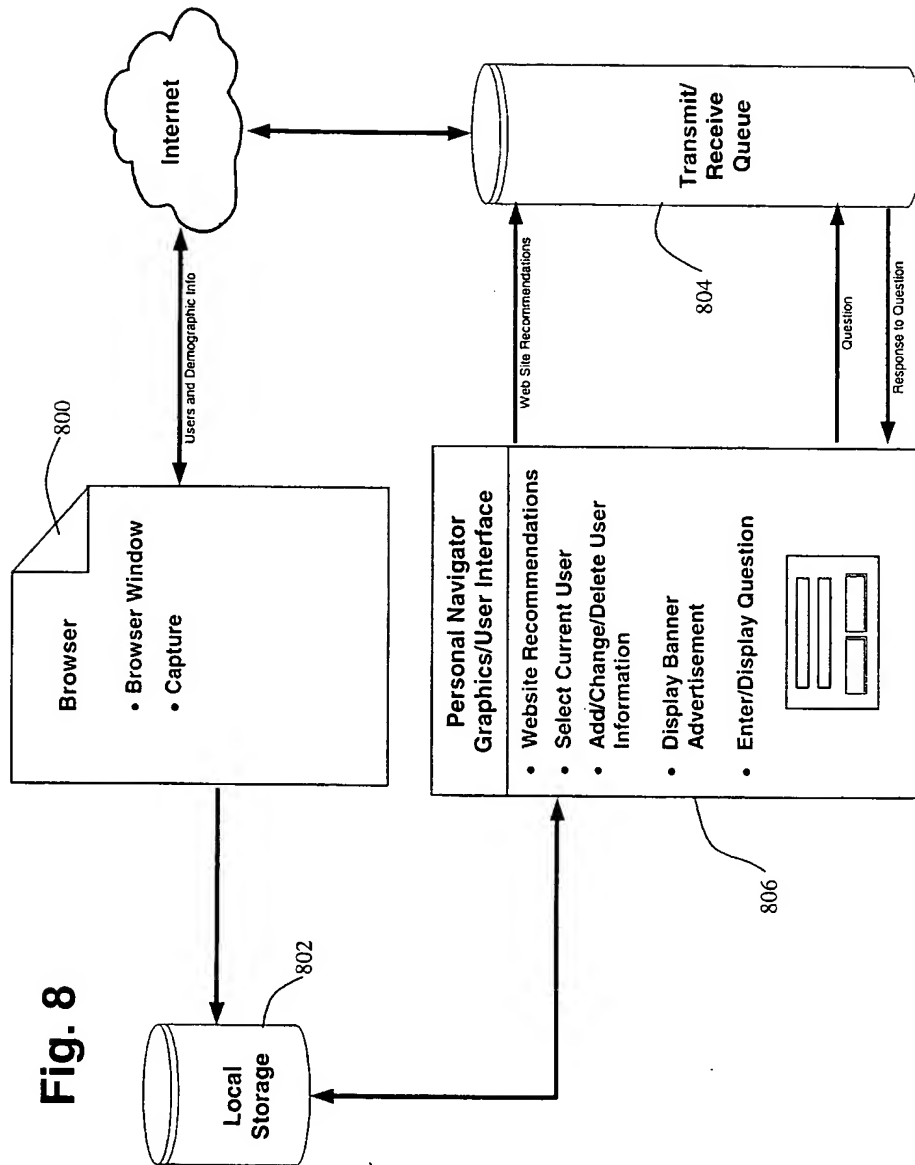 Fig. 8
Browser
• Browser Window
• Capture
800
Users and Demographic Info
Internet
Local
Storage
802
Personal Navigator
Graphics/User Interface
• Website Recommendations
• Select Current User
• Add/Change/Delete User
Information
• Display Banner
Advertisement
• Enter/Display Question
806
Web Site Recommendations
Question
Response to Question
804
Transmit/
Receive
Queue